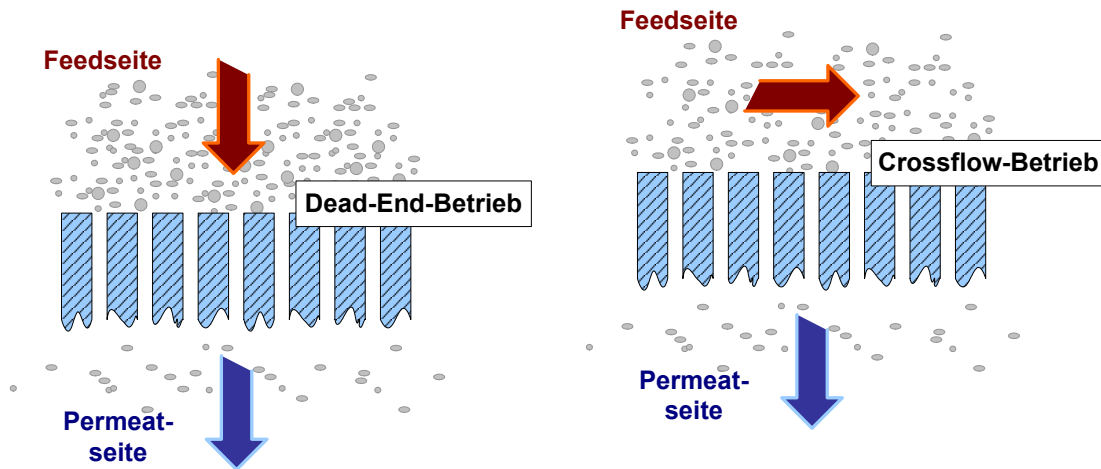 Feedseite
Dead-End-Betrieb
Permeat-
seite
Feedseite
Crossflow-Betrieb
Permeat-
seite